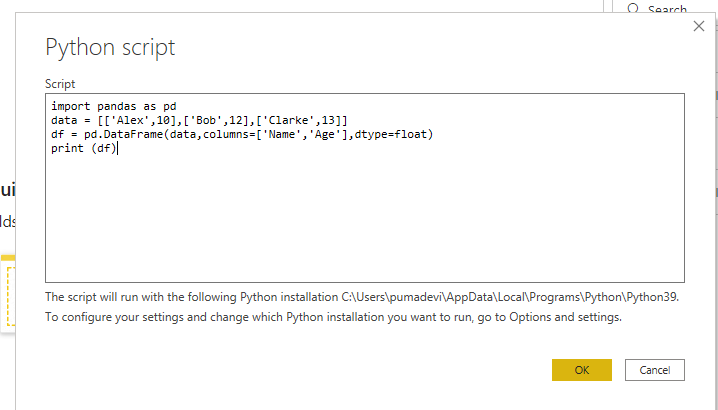 Search
Python script
Script
import pandas as pd
data = [['Alex',10],['Bob',12],['Clarke',13]]
df = pd.DataFrame(data,columns=['Name','Age'],dtype=float)
print (df)
ui
lds
The script will run with the following Python installation C:\Users\pumadevi\AppData\Local\Programs\Python\Python39.
To configure your settings and change which Python installation you want to run, go to Options and settings.
OK
Cancel